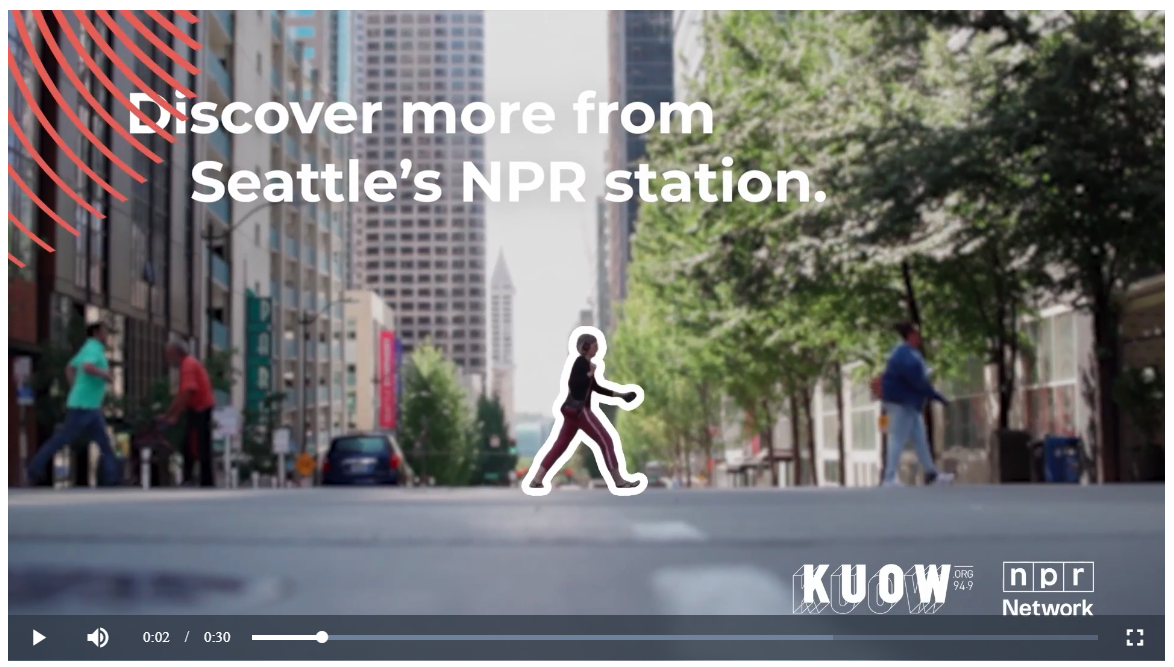 Discover more from
Seattle’s NPR station.
KUOW
.ORG
94.9
npr
Network
0:02 / 0:30